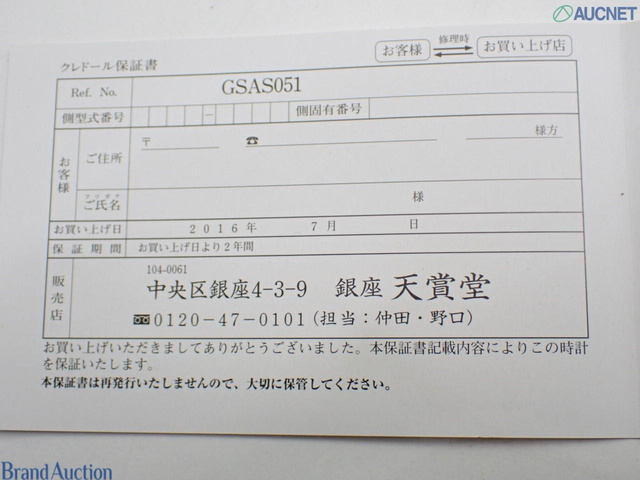 AUCNET
クレドール保証書
お客様 修理時 お買い上げ店
Ref. No. GSAS051
側型式番号 － 側固有番号
お客様 ご住所 〒 ☎ 様方
フリガナ
ご氏名 様
お買い上げ日 2016年 7月 日
保証期間 お買い上げ日より2年間
販売店
104-0061
中央区銀座4-3-9 銀座 天賞堂
0120-47-0101(担当:仲田・野口)
お買い上げいただきましてありがとうございました。本保証書記載内容によりこの時計
を保証いたします。
本保証書は再発行いたしませんので、大切に保管してください。
Brand Auction